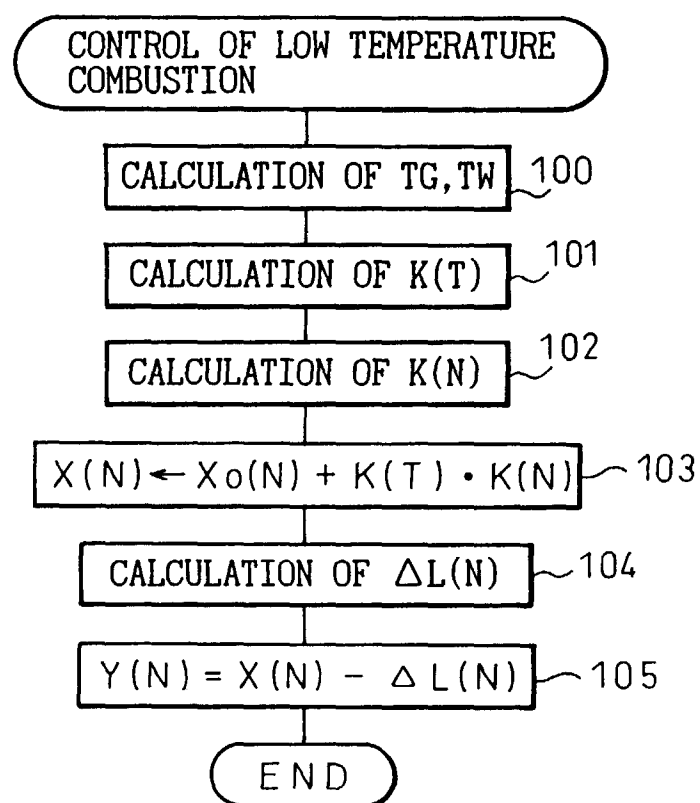 CONTROL OF LOW TEMPERATURE
COMBUSTION
CALCULATION OF TG,TW
100
CALCULATION OF K(T)
101
CALCULATION OF K(N)
102
X(N)←Xo(N)+K(T)•K(N)
103
CALCULATION OF ΔL(N)
104
Y(N)=X(N)-ΔL(N)
105
END